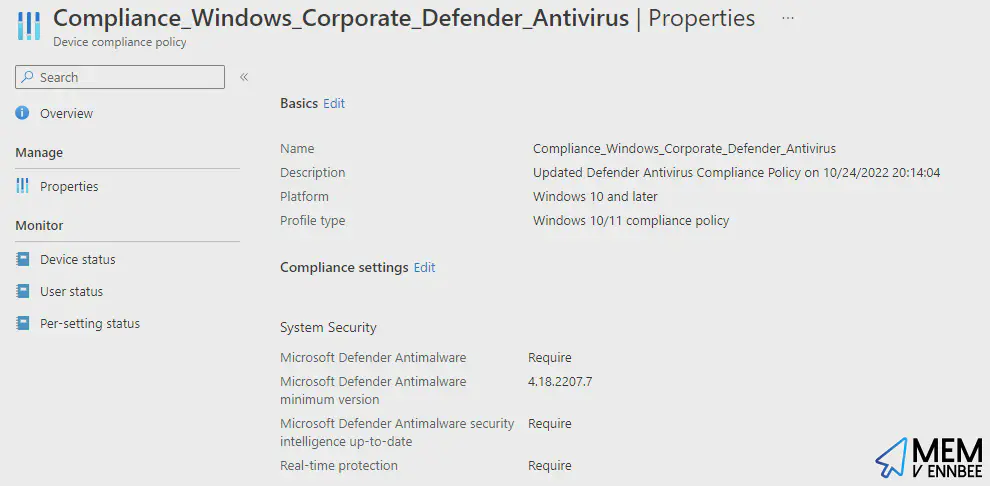 Compliance_Windows_Corporate_Defender_Antivirus | Properties ...
Device compliance policy
Search
«
Overview
Manage
Properties
Monitor
Device status
User status
Per-setting status
Basics Edit
Name Compliance_Windows_Corporate_Defender_Antivirus
Description Updated Defender Antivirus Compliance Policy on 10/24/2022 20:14:04
Platform Windows 10 and later
Profile type Windows 10/11 compliance policy
Compliance settings Edit
System Security
Microsoft Defender Antimalware Require
Microsoft Defender Antimalware 4.18.2207.7
minimum version
Microsoft Defender Antimalware security Require
intelligence up-to-date
Real-time protection Require
MEM
V ENNBEE